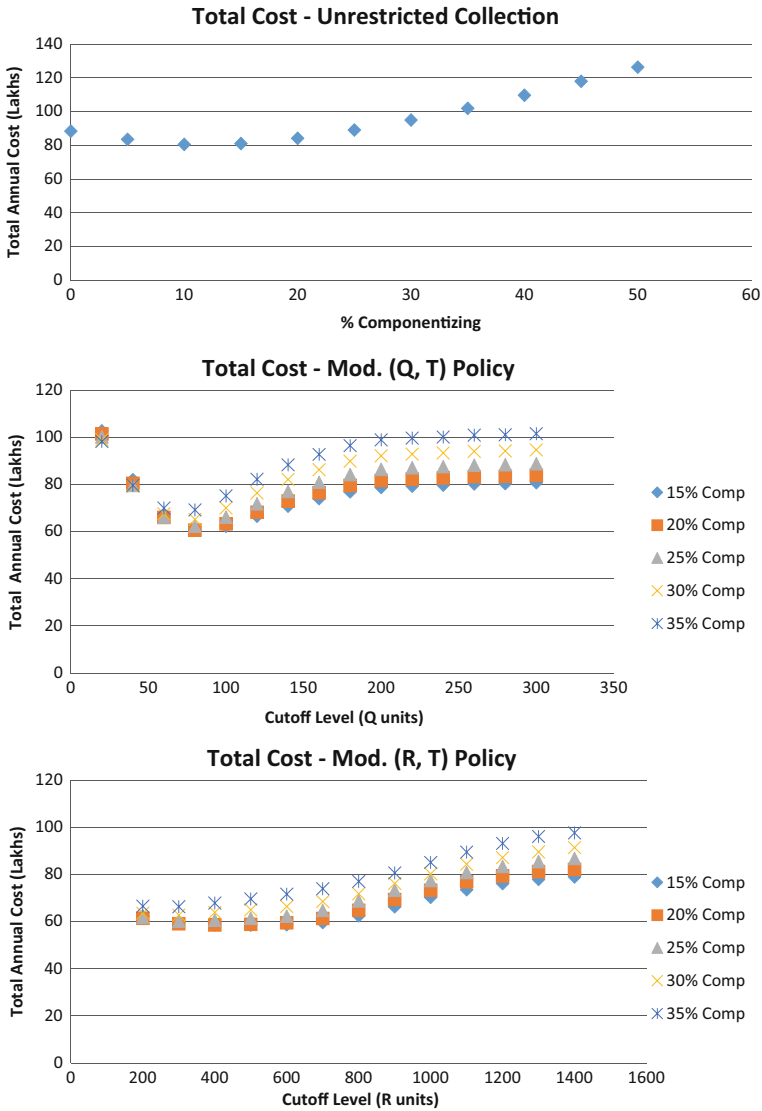 Total Cost - Unrestricted Collection
Total Annual Cost (Lakhs)
140
120
100
80
60
40
20
0
0 10 20 30 40 50 60
% Componentizing
Total Cost - Mod. (Q, T) Policy
Total Annual Cost (Lakhs)
120
100
80
60
40
20
0
0 50 100 150 200 250 300 350
Cutoff Level (Q units)
15% Comp
20% Comp
25% Comp
30% Comp
35% Comp
Total Cost - Mod. (R, T) Policy
Total Annual Cost (Lakhs)
120
100
80
60
40
20
0
0 200 400 600 800 1000 1200 1400 1600
Cutoff Level (R units)
15% Comp
20% Comp
25% Comp
30% Comp
35% Comp